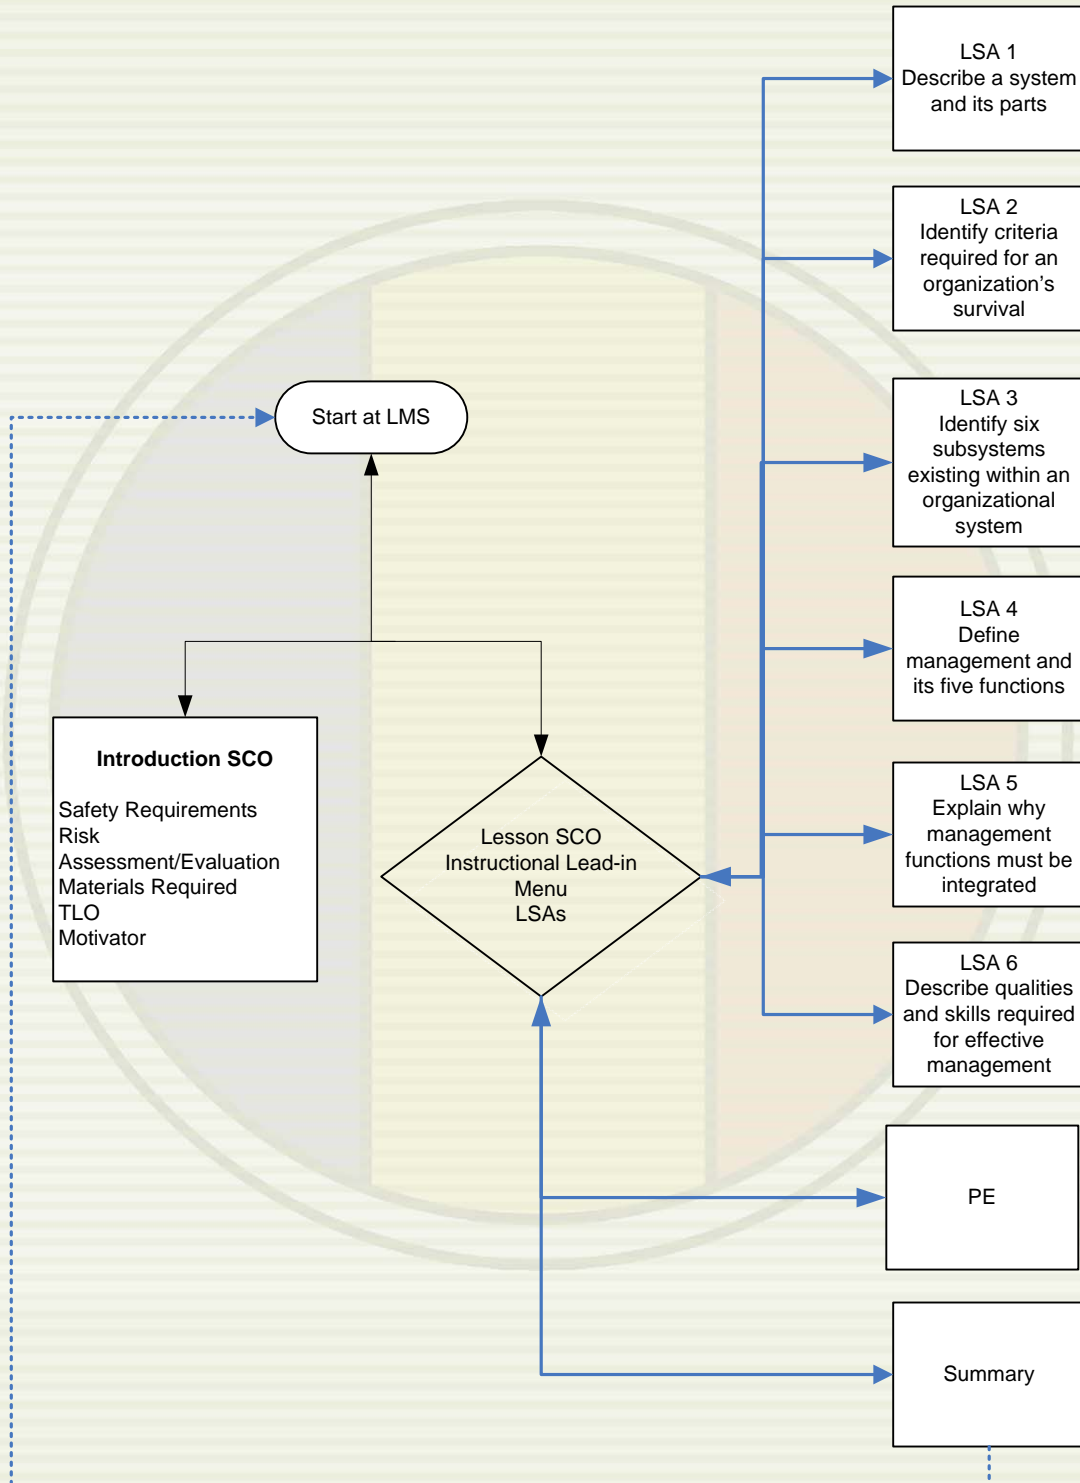 LSA 1
Describe a system
and its parts
LSA 2
Identify criteria
required for an
organization's
survival
Start at LMS
LSA 3
Identify six
subsystems
existing within an
organizational
system
LSA 4
Define
management and
its five functions
Introduction SCO
Safety Requirements
Risk
Assessment/Evaluation
Materials Required
TLO
Motivator
Lesson SCO
Instructional Lead-in
Menu
LSAs
LSA 5
Explain why
management
functions must be
integrated
LSA 6
Describe qualities
and skills required
for effective
management
PE
Summary